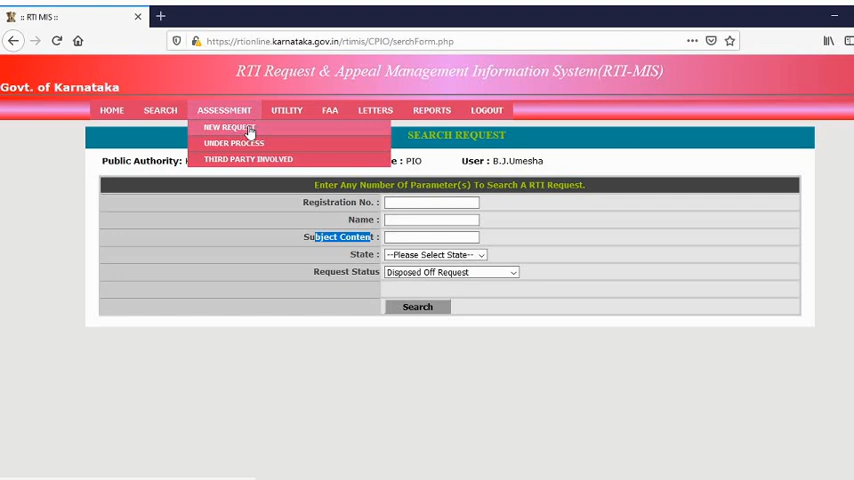 :: RTI MIS ::
https://rtionline.karnataka.gov.in/rtimis/CPIO/serchForm.php
RTI Request & Appeal Management Information System(RTI-MIS)
Govt. of Karnataka
HOME SEARCH ASSESSMENT UTILITY FAA LETTERS REPORTS LOGOUT
NEW REQUEST
UNDER PROCESS
THIRD PARTY INVOLVED
SEARCH REQUEST
Public Authority: : PIO User : B.J.Umesha
Enter Any Number Of Parameter(s) To Search A RTI Request.
Registration No. :
Name :
Subject Content :
State : --Please Select State--
Request Status Disposed Off Request
Search